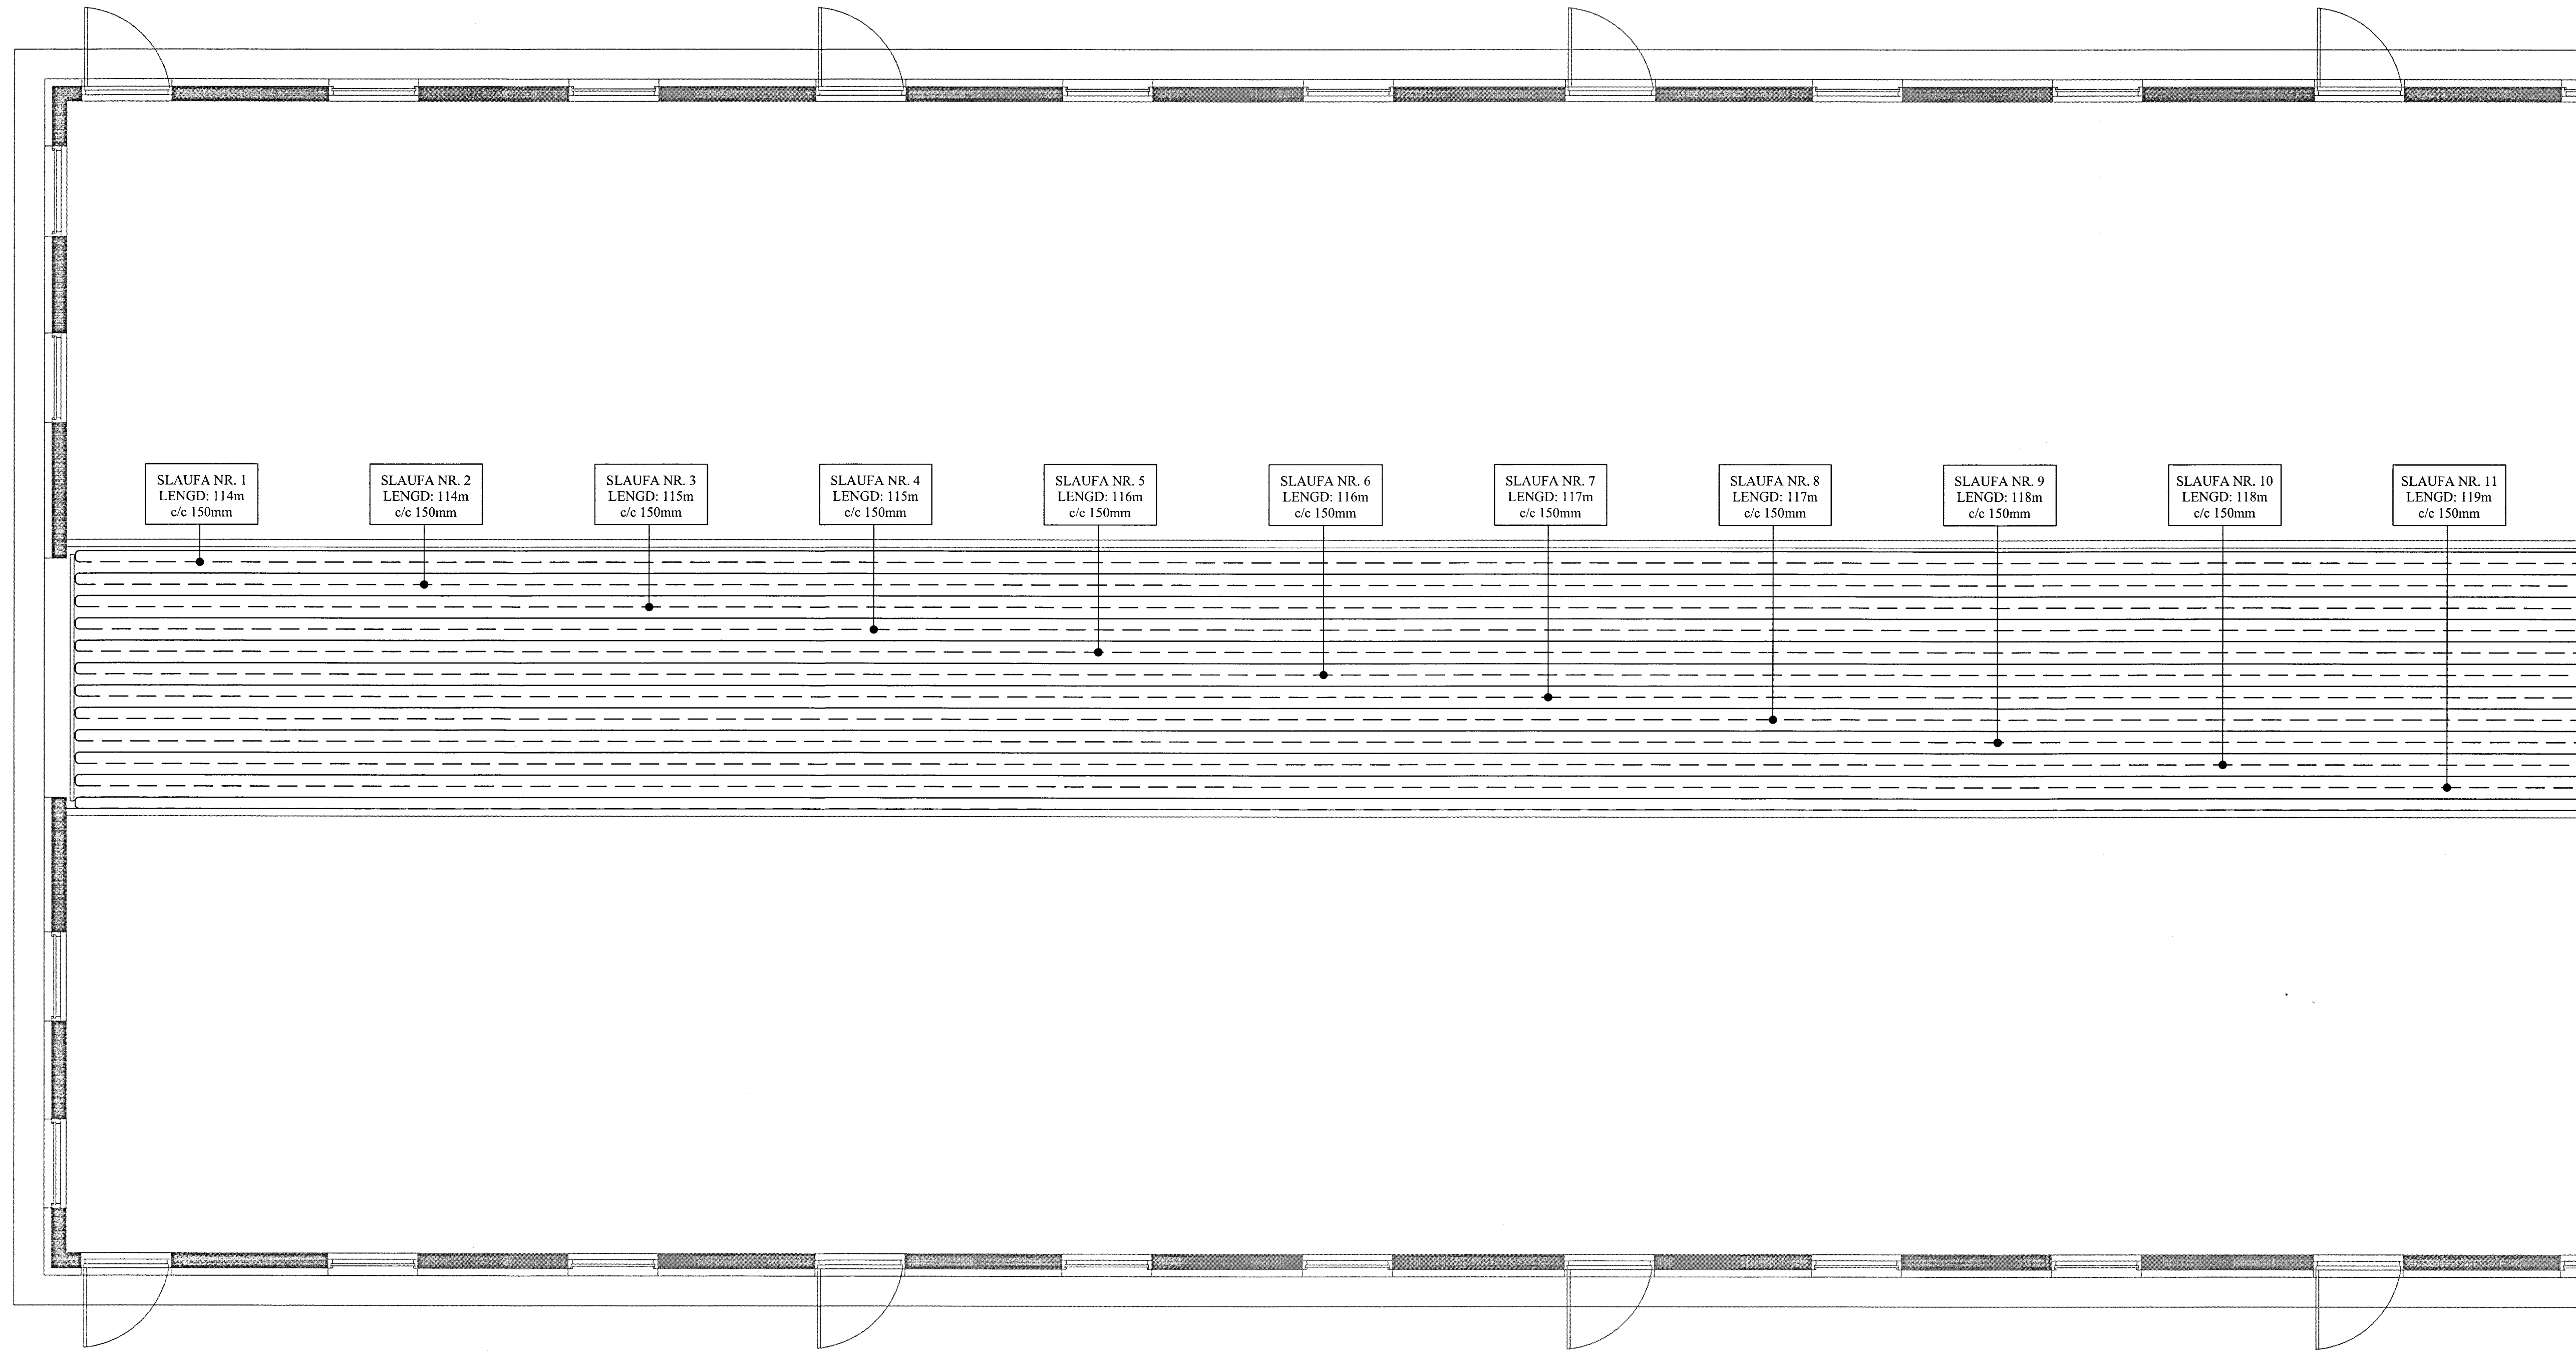 SLAUFA NR. 1
LENGD: 114m
c/c 150mm
SLAUFA NR. 2
LENGD: 114m
c/c 150mm
SLAUFA NR. 3
LENGD: 115m
c/c 150mm
SLAUFA NR. 4
LENGD: 115m
c/c 150mm
SLAUFA NR. 5
LENGD: 116m
c/c 150mm
SLAUFA NR. 6
LENGD: 116m
c/c 150mm
SLAUFA NR. 7
LENGD: 117m
c/c 150mm
SLAUFA NR. 8
LENGD: 117m
c/c 150mm
SLAUFA NR. 9
LENGD: 118m
c/c 150mm
SLAUFA NR. 10
LENGD: 118m
c/c 150mm
SLAUFA NR. 11
LENGD: 119m
c/c 150mm